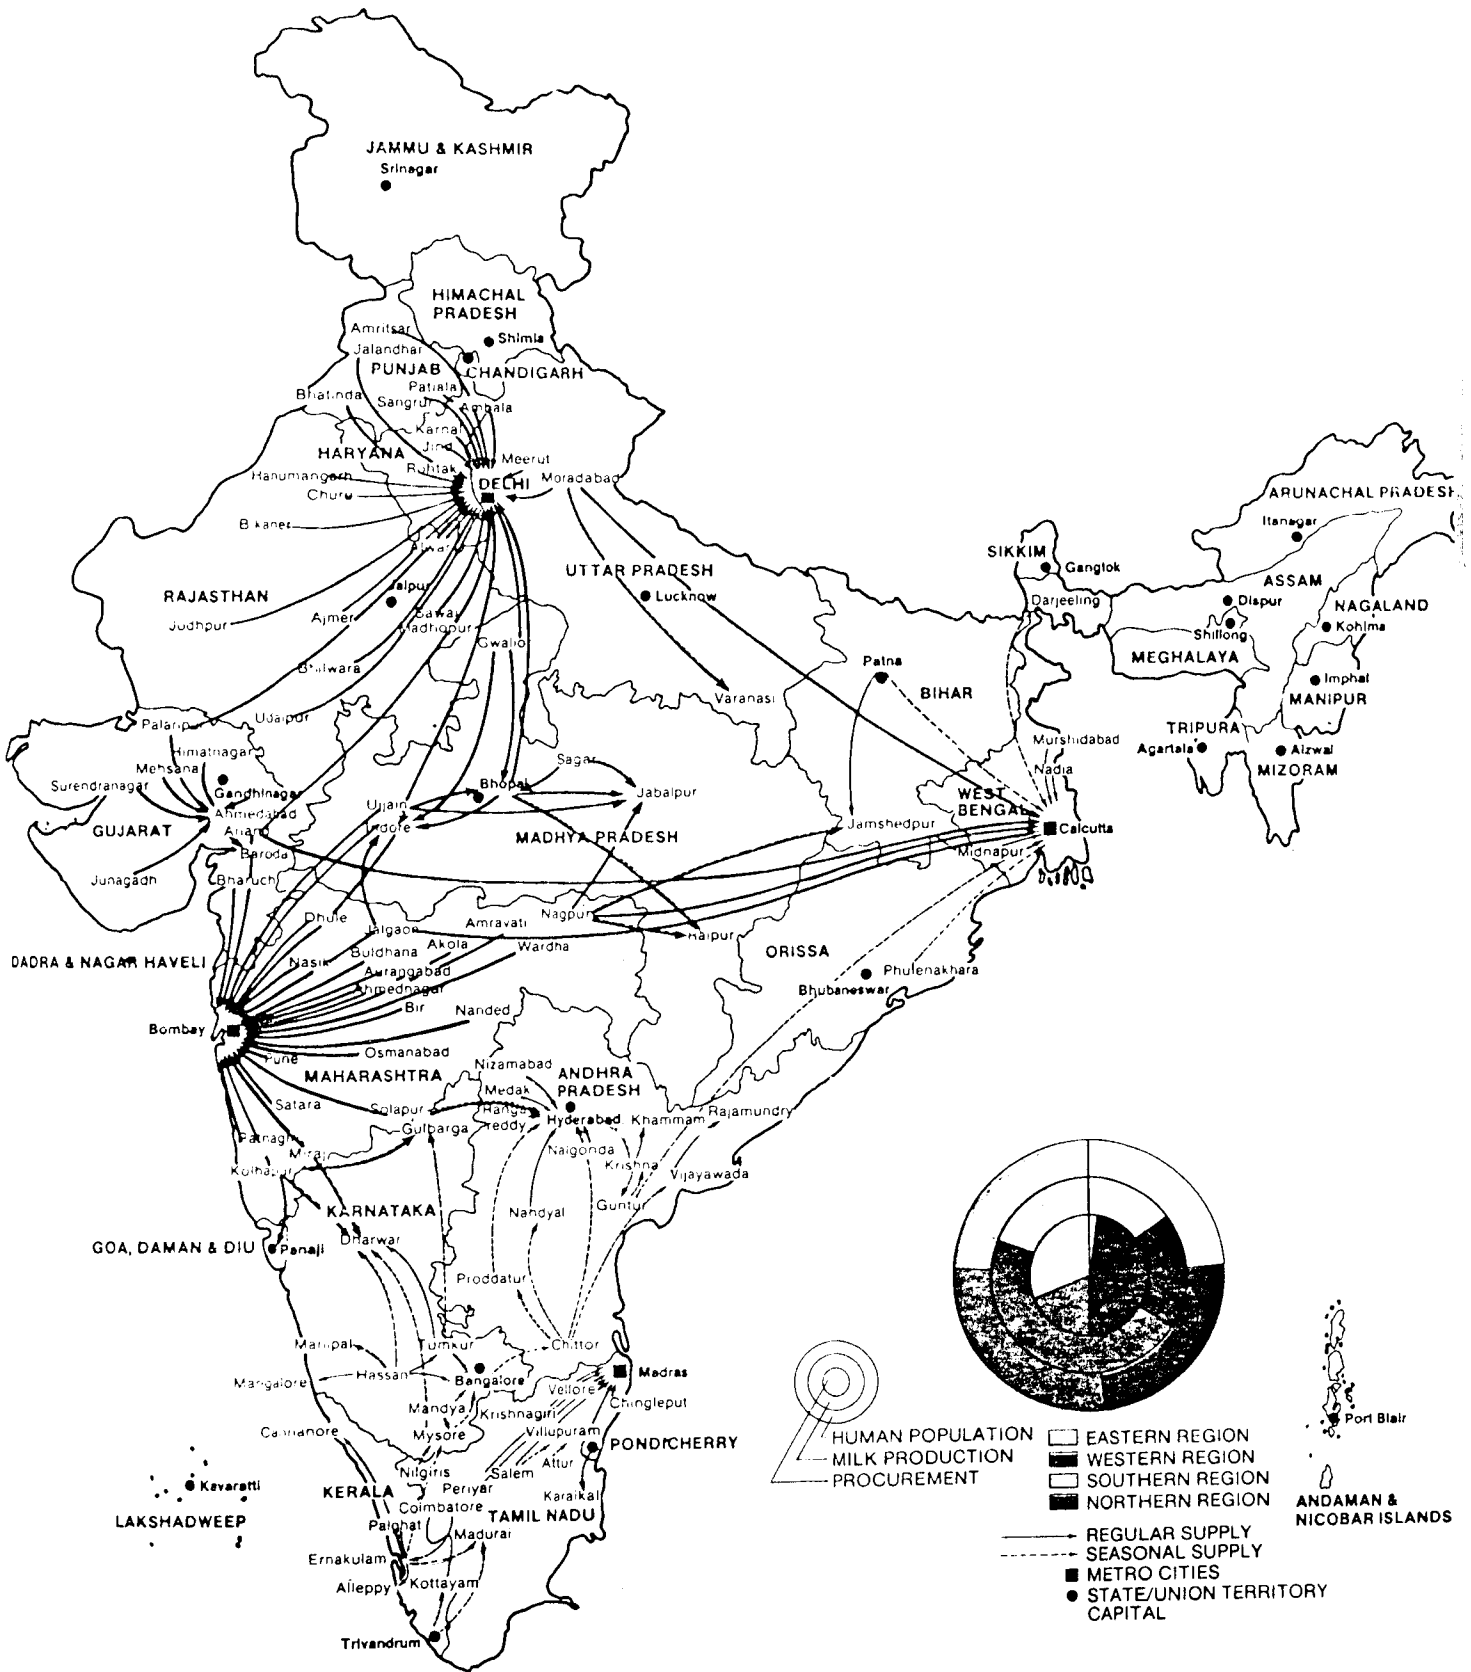 JAMMU & KASHMIR
Srinagar
HIMACHAL
PRADESH
Shimla
Amritsar
Jalandhar
PUNJAB
CHANDIGARH
Patiala
Bhatinda
Sangrur
Ambala
Karnal
HARYANA
Jind
Rohtak
Meerut
Hanumangarh
DELHI
Moradabad
Churu
Bikaner
Alwar
ARUNACHAL PRADESH
Itanagar
SIKKIM
Gangtok
ASSAM
Darjeeling
Dispur
NAGALAND
Shillong
Kohima
MEGHALAYA
Imphal
MANIPUR
TRIPURA
Agartala
Aizwal
MIZORAM
UTTAR PRADESH
Lucknow
RAJASTHAN
Jaipur
Jodhpur
Ajmer
Sawai
Madhopur
Gwalior
Bhilwara
Patna
BIHAR
Varanasi
Palanpur
Udaipur
Himatnagar
Mehsana
Surendranagar
Gandhinagar
GUJARAT
Ahmedabad
Anand
Baroda
Junagadh
Bharuch
Ujjain
Indore
Bhopal
Sagar
Jabalpur
MADHYA PRADESH
Murshidabad
Nadia
WEST
BENGAL
Jamshedpur
Calcutta
Midnapur
Dhule
Jalgaon
Amravati
Nagpur
Raipur
Akola
Wardha
Buldhana
Nasik
Aurangabad
Ahmednagar
ORISSA
Phulenakhara
Bhubaneswar
DADRA & NAGAR HAVELI
Bombay
Bir
Nanded
Pune
Osmanabad
MAHARASHTRA
Nizamabad
ANDHRA
PRADESH
Medak
Satara
Solapur
Ranga
reddy
Hyderabad
Khammam
Rajamundry
Gulbarga
Ratnagiri
Miraj
Kolhapur
Nalgonda
Krishna
Vijayawada
Guntur
Nandyal
KARNATAKA
Dharwar
GOA, DAMAN & DIU
Panaji
Proddatur
Manipal
Tumkur
Chittor
Mangalore
Hassan
Bangalore
Madras
Vellore
Chingleput
Mandya
Krishnagiri
Cannanore
Mysore
Villupuram
PONDICHERRY
Attur
Nilgiris
Salem
Periyar
Karaikal
Kavaratti
LAKSHADWEEP
KERALA
Coimbatore
TAMIL NADU
Palghat
Madurai
Ernakulam
Alleppy
Kottayam
Trivandrum
HUMAN POPULATION
MILK PRODUCTION
PROCUREMENT
EASTERN REGION
WESTERN REGION
SOUTHERN REGION
NORTHERN REGION
REGULAR SUPPLY
SEASONAL SUPPLY
METRO CITIES
STATE/UNION TERRITORY
CAPITAL
Port Blair
ANDAMAN &
NICOBAR ISLANDS